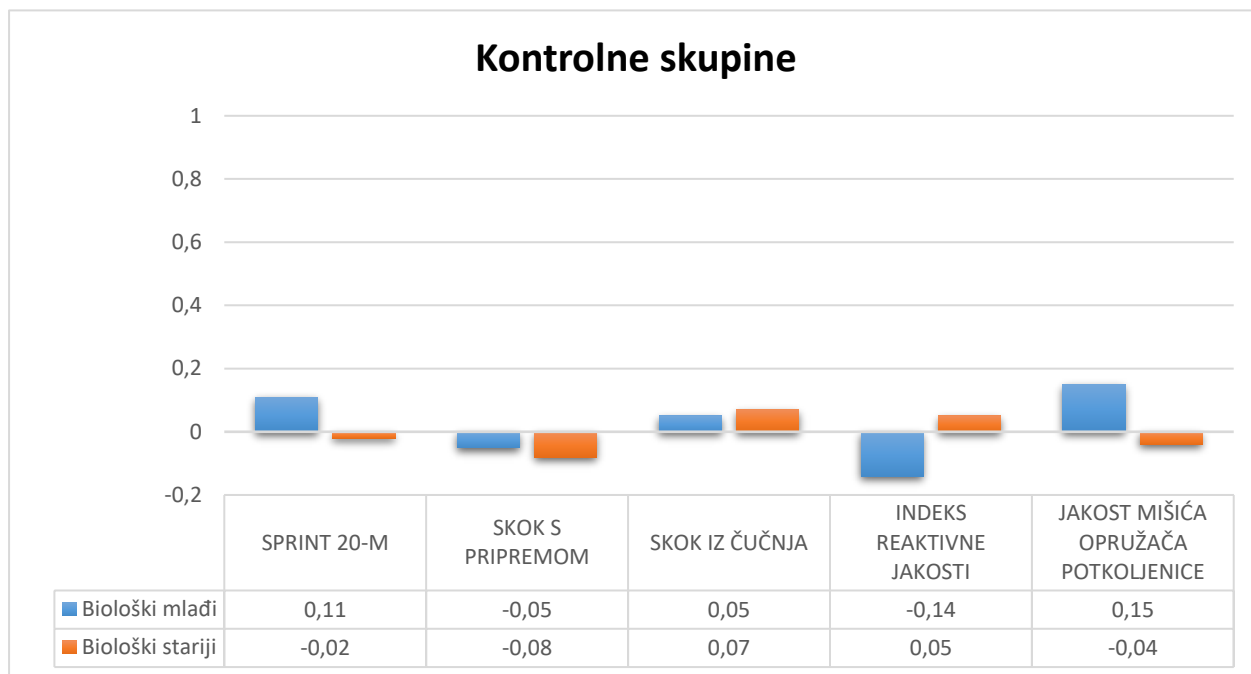 Kontrolne skupine
1
0,8
0,6
0,4
0,2
0
-0,2
SPRINT 20-M
SKOK S
PRIPREMOM
SKOK IZ ČUČNJA
INDEKS
REAKTIVNE
JAKOSTI
JAKOST MIŠIĆA
OPRUŽAČA
POTKOLJENICE
Biološki mlađi 0,11 -0,05 0,05 -0,14 0,15
Biološki stariji -0,02 -0,08 0,07 0,05 -0,04